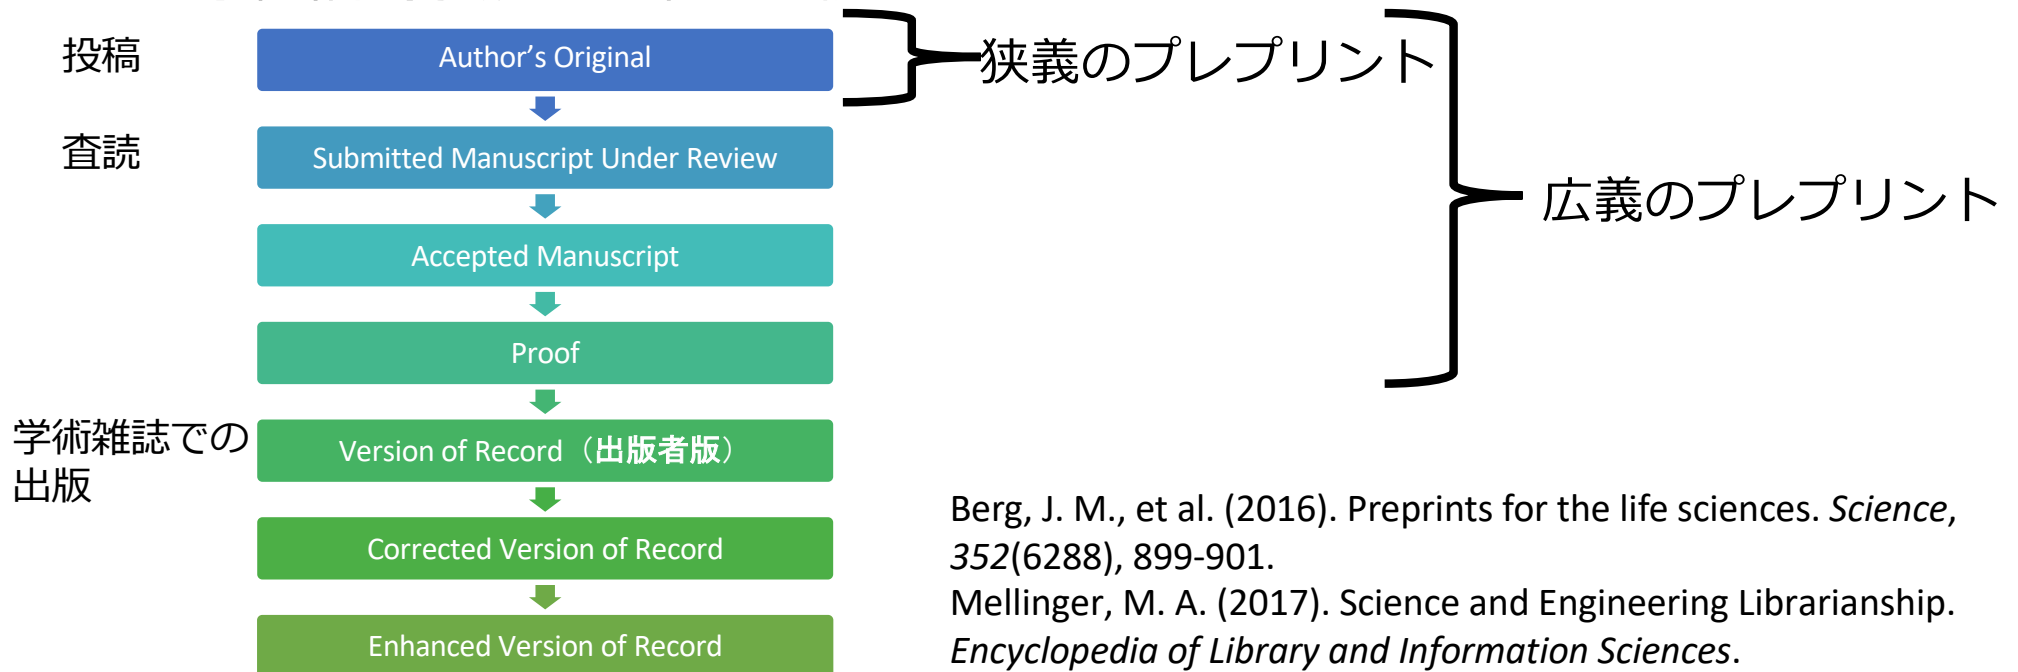 投稿
Author's Original
狭義のプレプリント
査読
Submitted Manuscript Under Review
広義のプレプリント
Accepted Manuscript
Proof
学術雑誌での
出版
Version of Record（出版者版）
Corrected Version of Record
Enhanced Version of Record
Berg, J. M., et al. (2016). Preprints for the life sciences. Science,
352(6288), 899-901.
Mellinger, M. A. (2017). Science and Engineering Librarianship.
Encyclopedia of Library and Information Sciences.